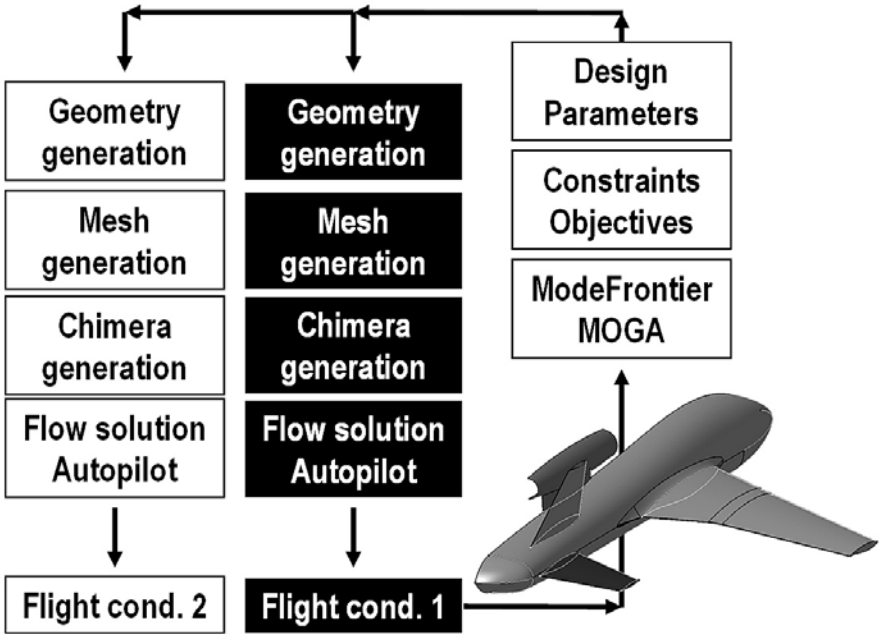 Geometry
generation
Mesh
generation
Chimera
generation
Flow solution
Autopilot
Flight cond. 2
Geometry
generation
Mesh
generation
Chimera
generation
Flow solution
Autopilot
Flight cond. 1
Design
Parameters
Constraints
Objectives
ModeFrontier
MOGA